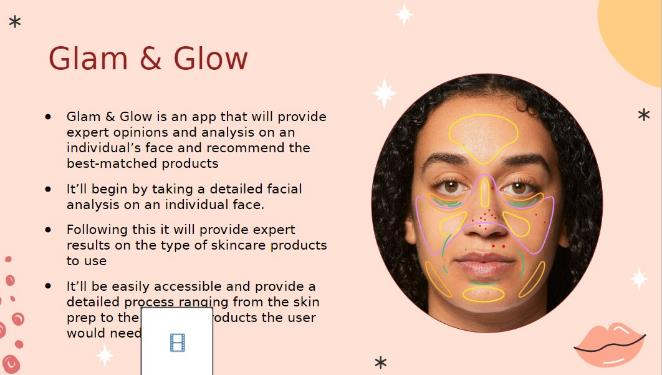 Glam & Glow
• Glam & Glow is an app that will provide
expert opinions and analysis on an
individual’s face and recommend the
best-matched products
• It’ll begin by taking a detailed facial
analysis on an individual face.
• Following this it will provide expert
results on the type of skincare products
to use
• It’ll be easily accessible and provide a
detailed process ranging from the skin
prep to the roducts the user
would need